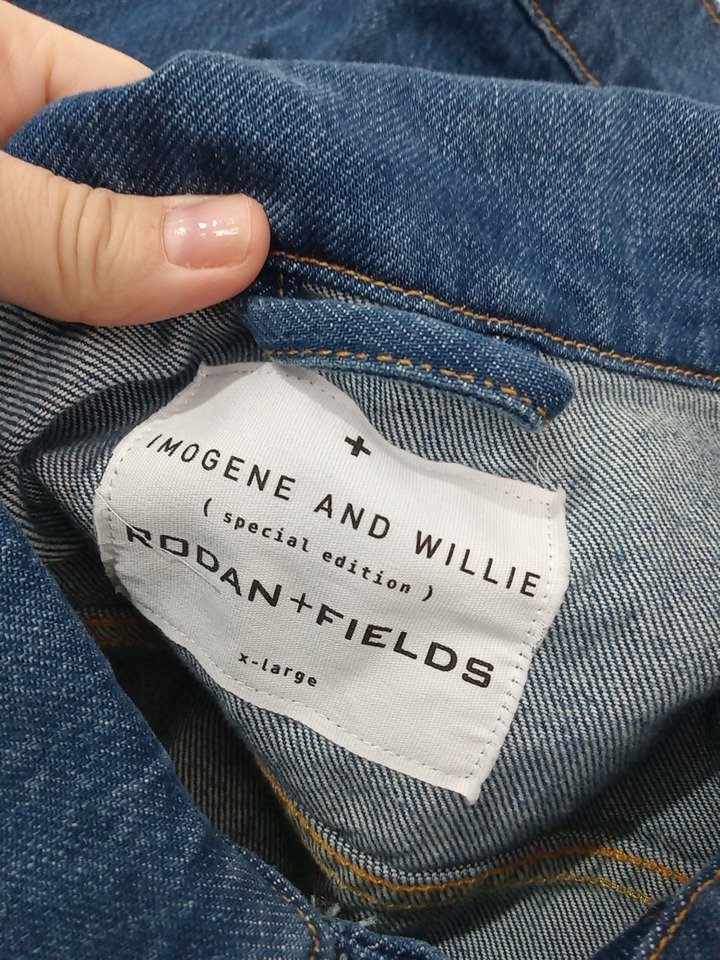 +
IMOGENE AND WILLIE
( special edition )
RODAN+FIELDS
x-large